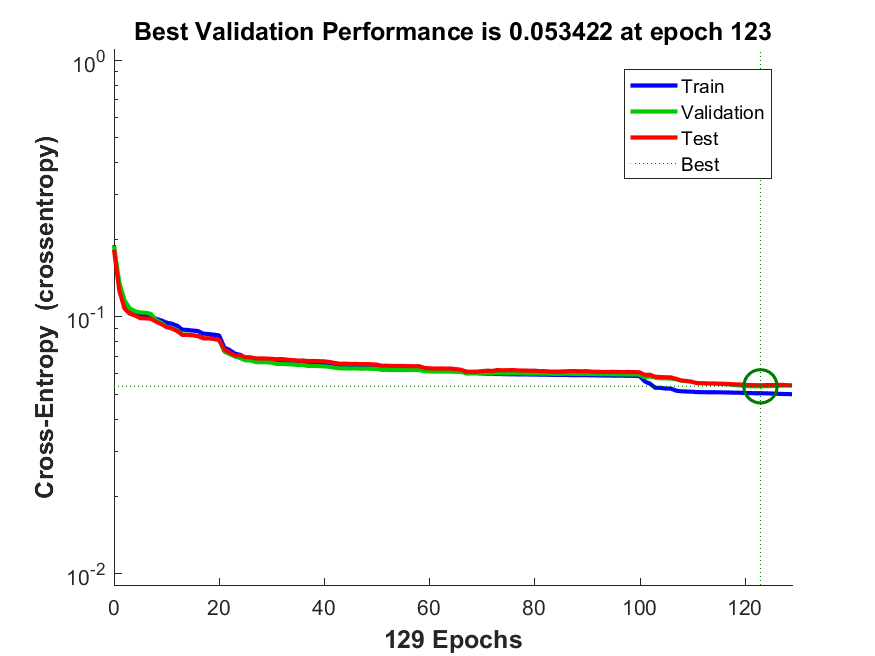 Best Validation Performance is 0.053422 at epoch 123
Cross-Entropy (crossentropy)
10^0
10^-1
10^-2
Train
Validation
Test
Best
0 20 40 60 80 100 120
129 Epochs